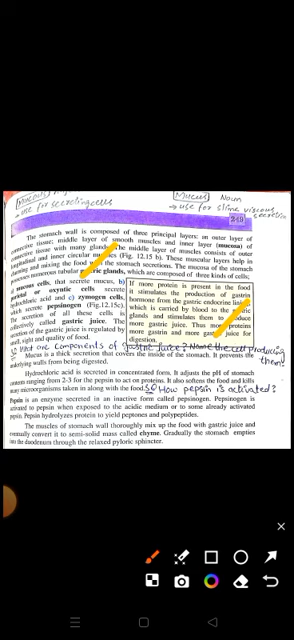 Mucus Noun
→ use for secreting cells → use for slime viscous secretion
The stomach wall is composed of three principal layers: an outer layer of
connective tissue; middle layer of smooth muscles and inner layer (mucosa) of
connective tissue with many glands. The middle layer of muscles consists of outer
longitudinal and inner circular muscles (Fig. 12.15 b). These muscular layers help in
churning and mixing the food with the stomach secretions. The mucosa of the stomach
possesses numerous tubular gastric glands, which are composed of three kinds of cells;
a) mucous cells, that secrete mucus, b)
parietal or oxyntic cells secrete
hydrochloric acid and c) zymogen cells,
which secrete pepsinogen (Fig.12.15c).
The secretion of all these cells is
collectively called gastric juice. The
secretion of the gastric juice is regulated by
smell, sight and quality of food.
If more protein is present in the food
it stimulates the production of gastrin
hormone from the gastric endocrine lining
which is carried by blood to the gastric
glands and stimulates them to produce
more gastric juice. Thus more proteins
more gastrin and more gastric juice for
digestion.
What are components of gastric juice? Name the cell producing them?
Mucus is a thick secretion that covers the inside of the stomach. It prevents the
underlying walls from being digested.
Hydrochloric acid is secreted in concentrated form. It adjusts the pH of stomach
contents ranging from 2-3 for the pepsin to act on proteins. It also softens the food and kills
many microorganisms taken in along with the food.
SQ How pepsin is activated?
Pepsin is an enzyme secreted in an inactive form called pepsinogen. Pepsinogen is
activated to pepsin when exposed to the acidic medium or to some already activated
pepsin. Pepsin hydrolyzes protein to yield peptones and polypeptides.
The muscles of stomach wall thoroughly mix up the food with gastric juice and
eventually convert it to semi-solid mass called chyme. Gradually the stomach empties
into the duodenum through the relaxed pyloric sphincter.